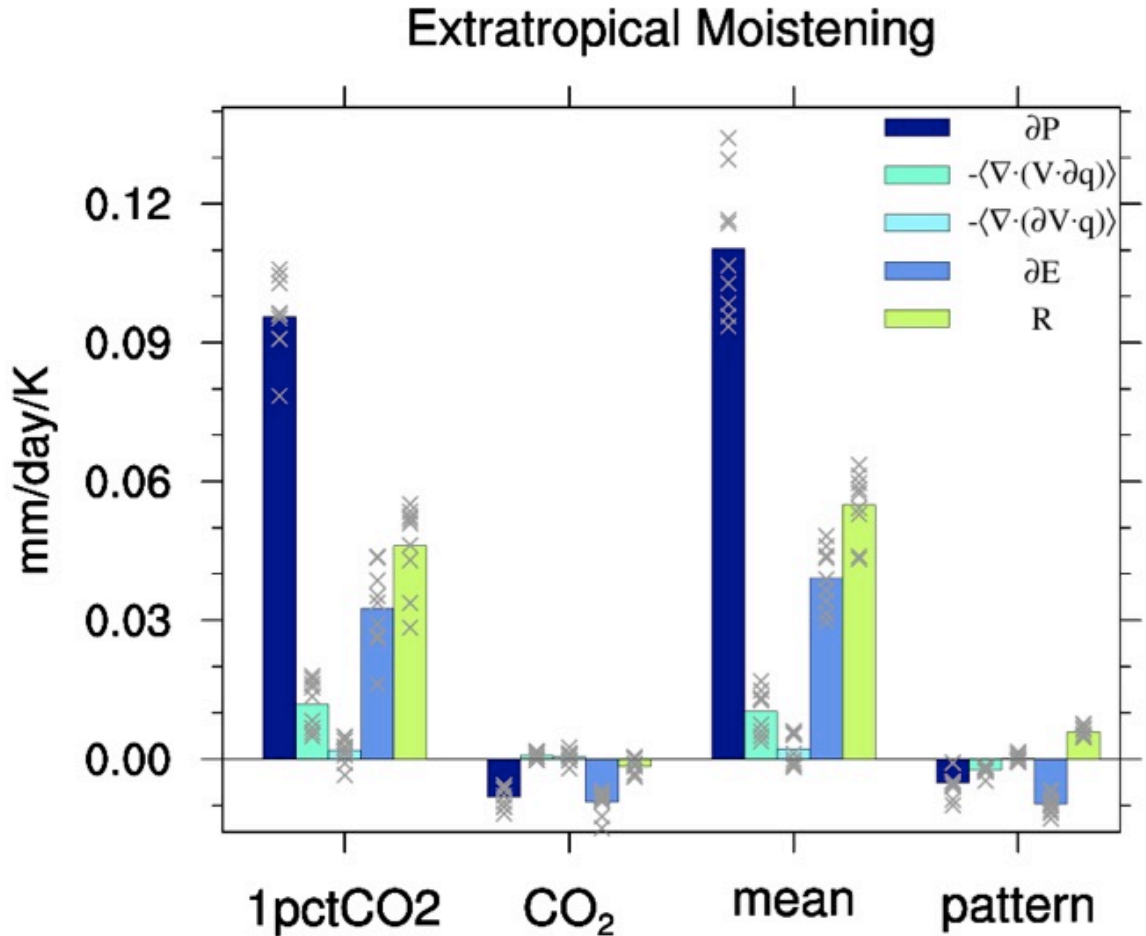 Extratropical Moistening
∂P
-⟨∇·(V·∂q)⟩
-⟨∇·(∂V·q)⟩
∂E
R
0.12
0.09
0.06
0.03
0.00
mm/day/K
1pctCO2 CO₂ mean pattern